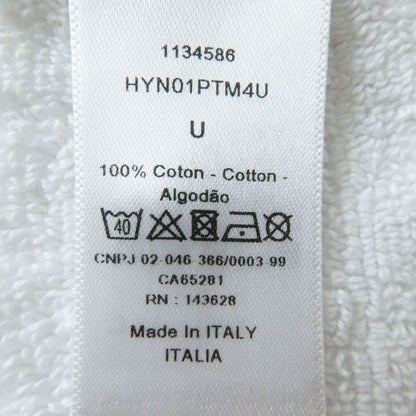 1134586
HYN01PTM4U
U
100% Coton - Cotton -
Algodão
40
CNPJ 02-046-366/0003-99
CA65281
RN : 143628
Made In ITALY
ITALIA